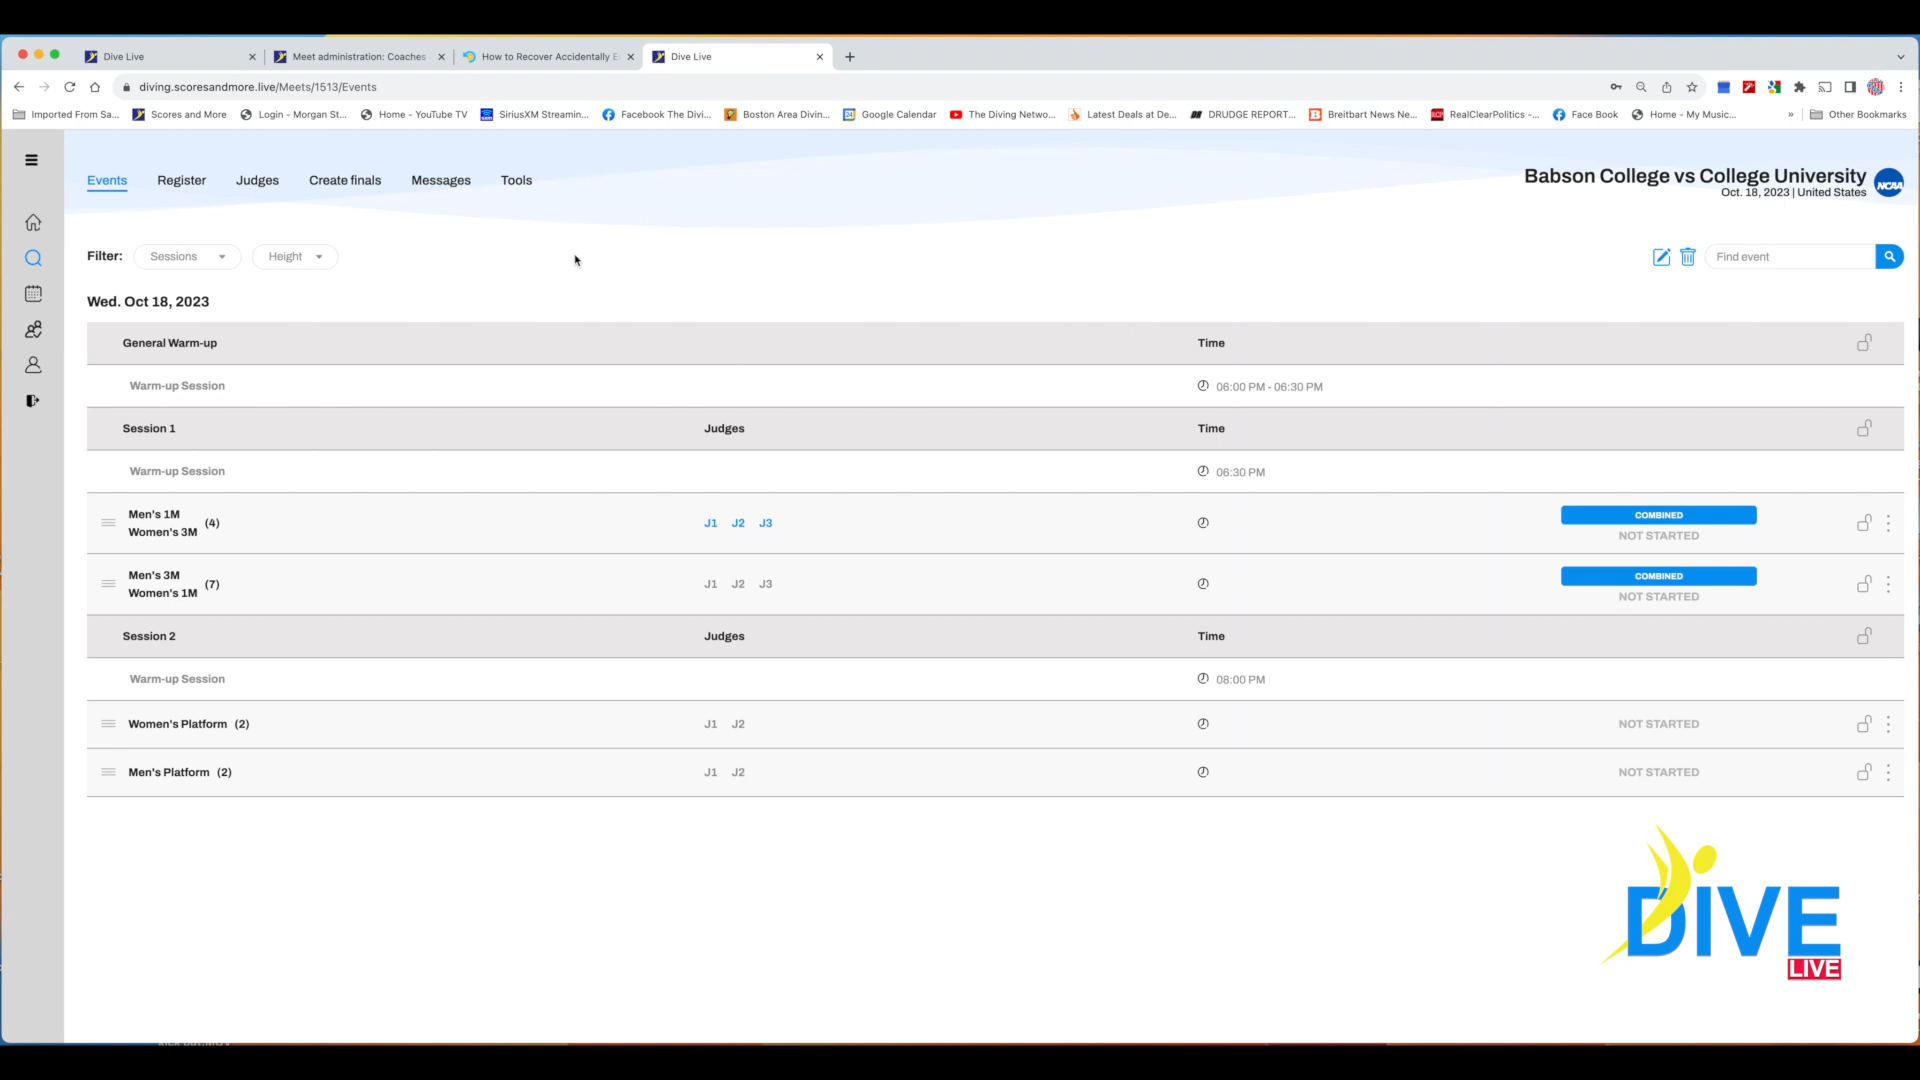 Dive Live
Meet administration: Coaches
How to Recover Accidentally E
Dive Live
diving.scoresandmore.live/Meets/1513/Events
Imported From Sa... Scores and More Login - Morgan St... Home - YouTube TV SiriusXM Streamin... Facebook The Divi... Boston Area Divin... Google Calendar The Diving Netwo... Latest Deals at De... DRUDGE REPORT... Breitbart News Ne... RealClearPolitics -... Face Book Home - My Music... » Other Bookmarks
Events Register Judges Create finals Messages Tools
Babson College vs College University
Oct. 18, 2023 | United States
NCAA
Filter: Sessions Height
Find event
Wed. Oct 18, 2023
General Warm-up Time
Warm-up Session 06:00 PM - 06:30 PM
Session 1 Judges Time
Warm-up Session 06:30 PM
Men's 1M
Women's 3M (4) J1 J2 J3 COMBINED
NOT STARTED
Men's 3M
Women's 1M (7) J1 J2 J3 COMBINED
NOT STARTED
Session 2 Judges Time
Warm-up Session 08:00 PM
Women's Platform (2) J1 J2 NOT STARTED
Men's Platform (2) J1 J2 NOT STARTED
DIVE
LIVE